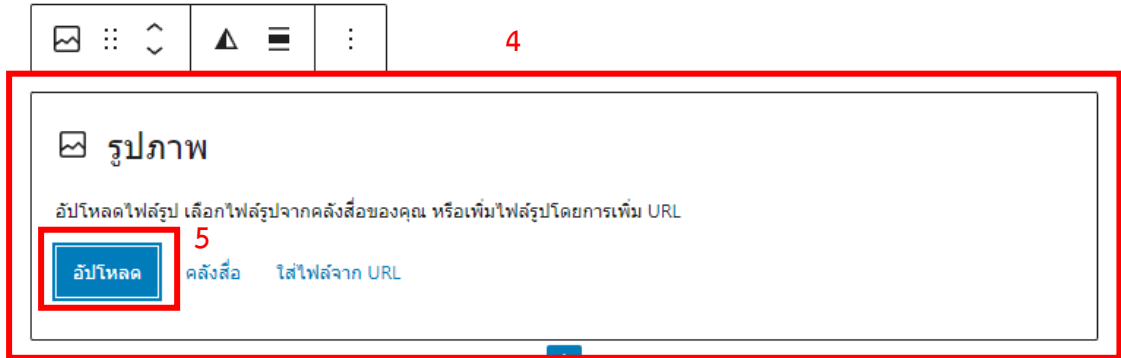 4
รูปภาพ
อัปโหลดไฟล์รูป เลือกไฟล์รูปจากคลังสื่อของคุณ หรือเพิ่มไฟล์รูปโดยการเพิ่ม URL
5
อัปโหลด คลังสื่อ ใส่ไฟล์จาก URL